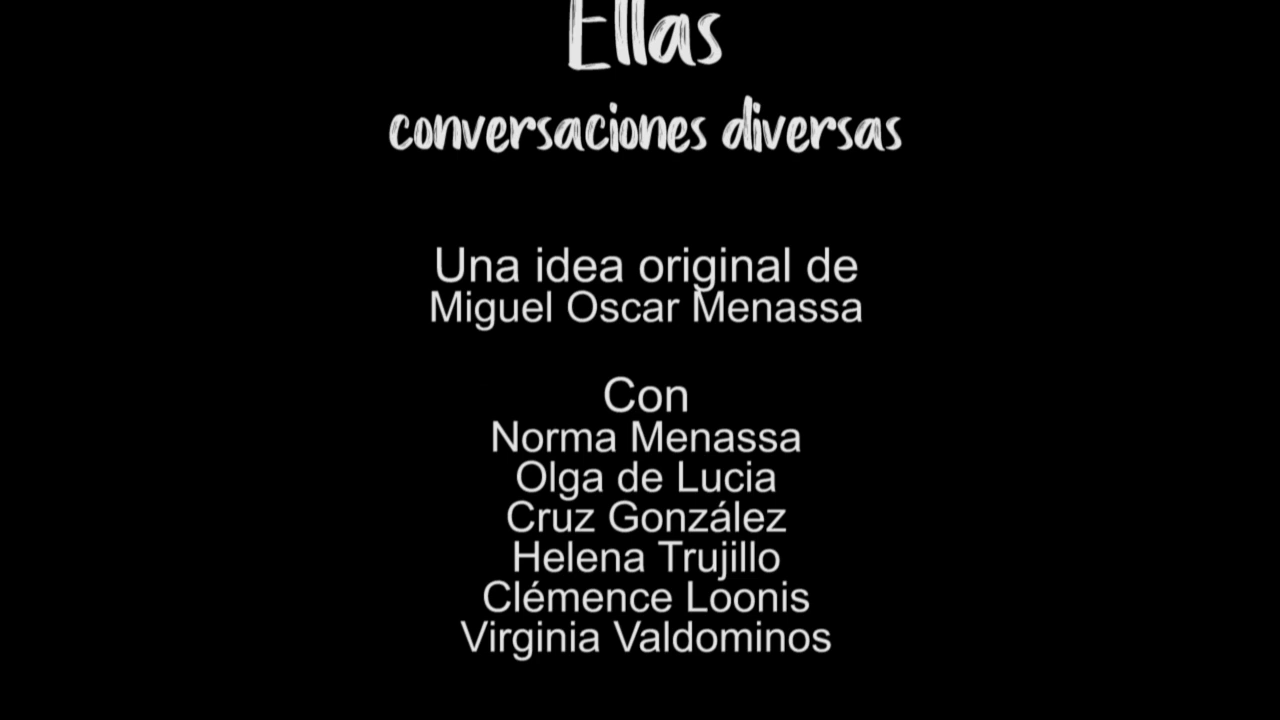 Ellas
conversaciones diversas
Una idea original de
Miguel Oscar Menassa
Con
Norma Menassa
Olga de Lucia
Cruz González
Helena Trujillo
Clémence Loonis
Virginia Valdominos